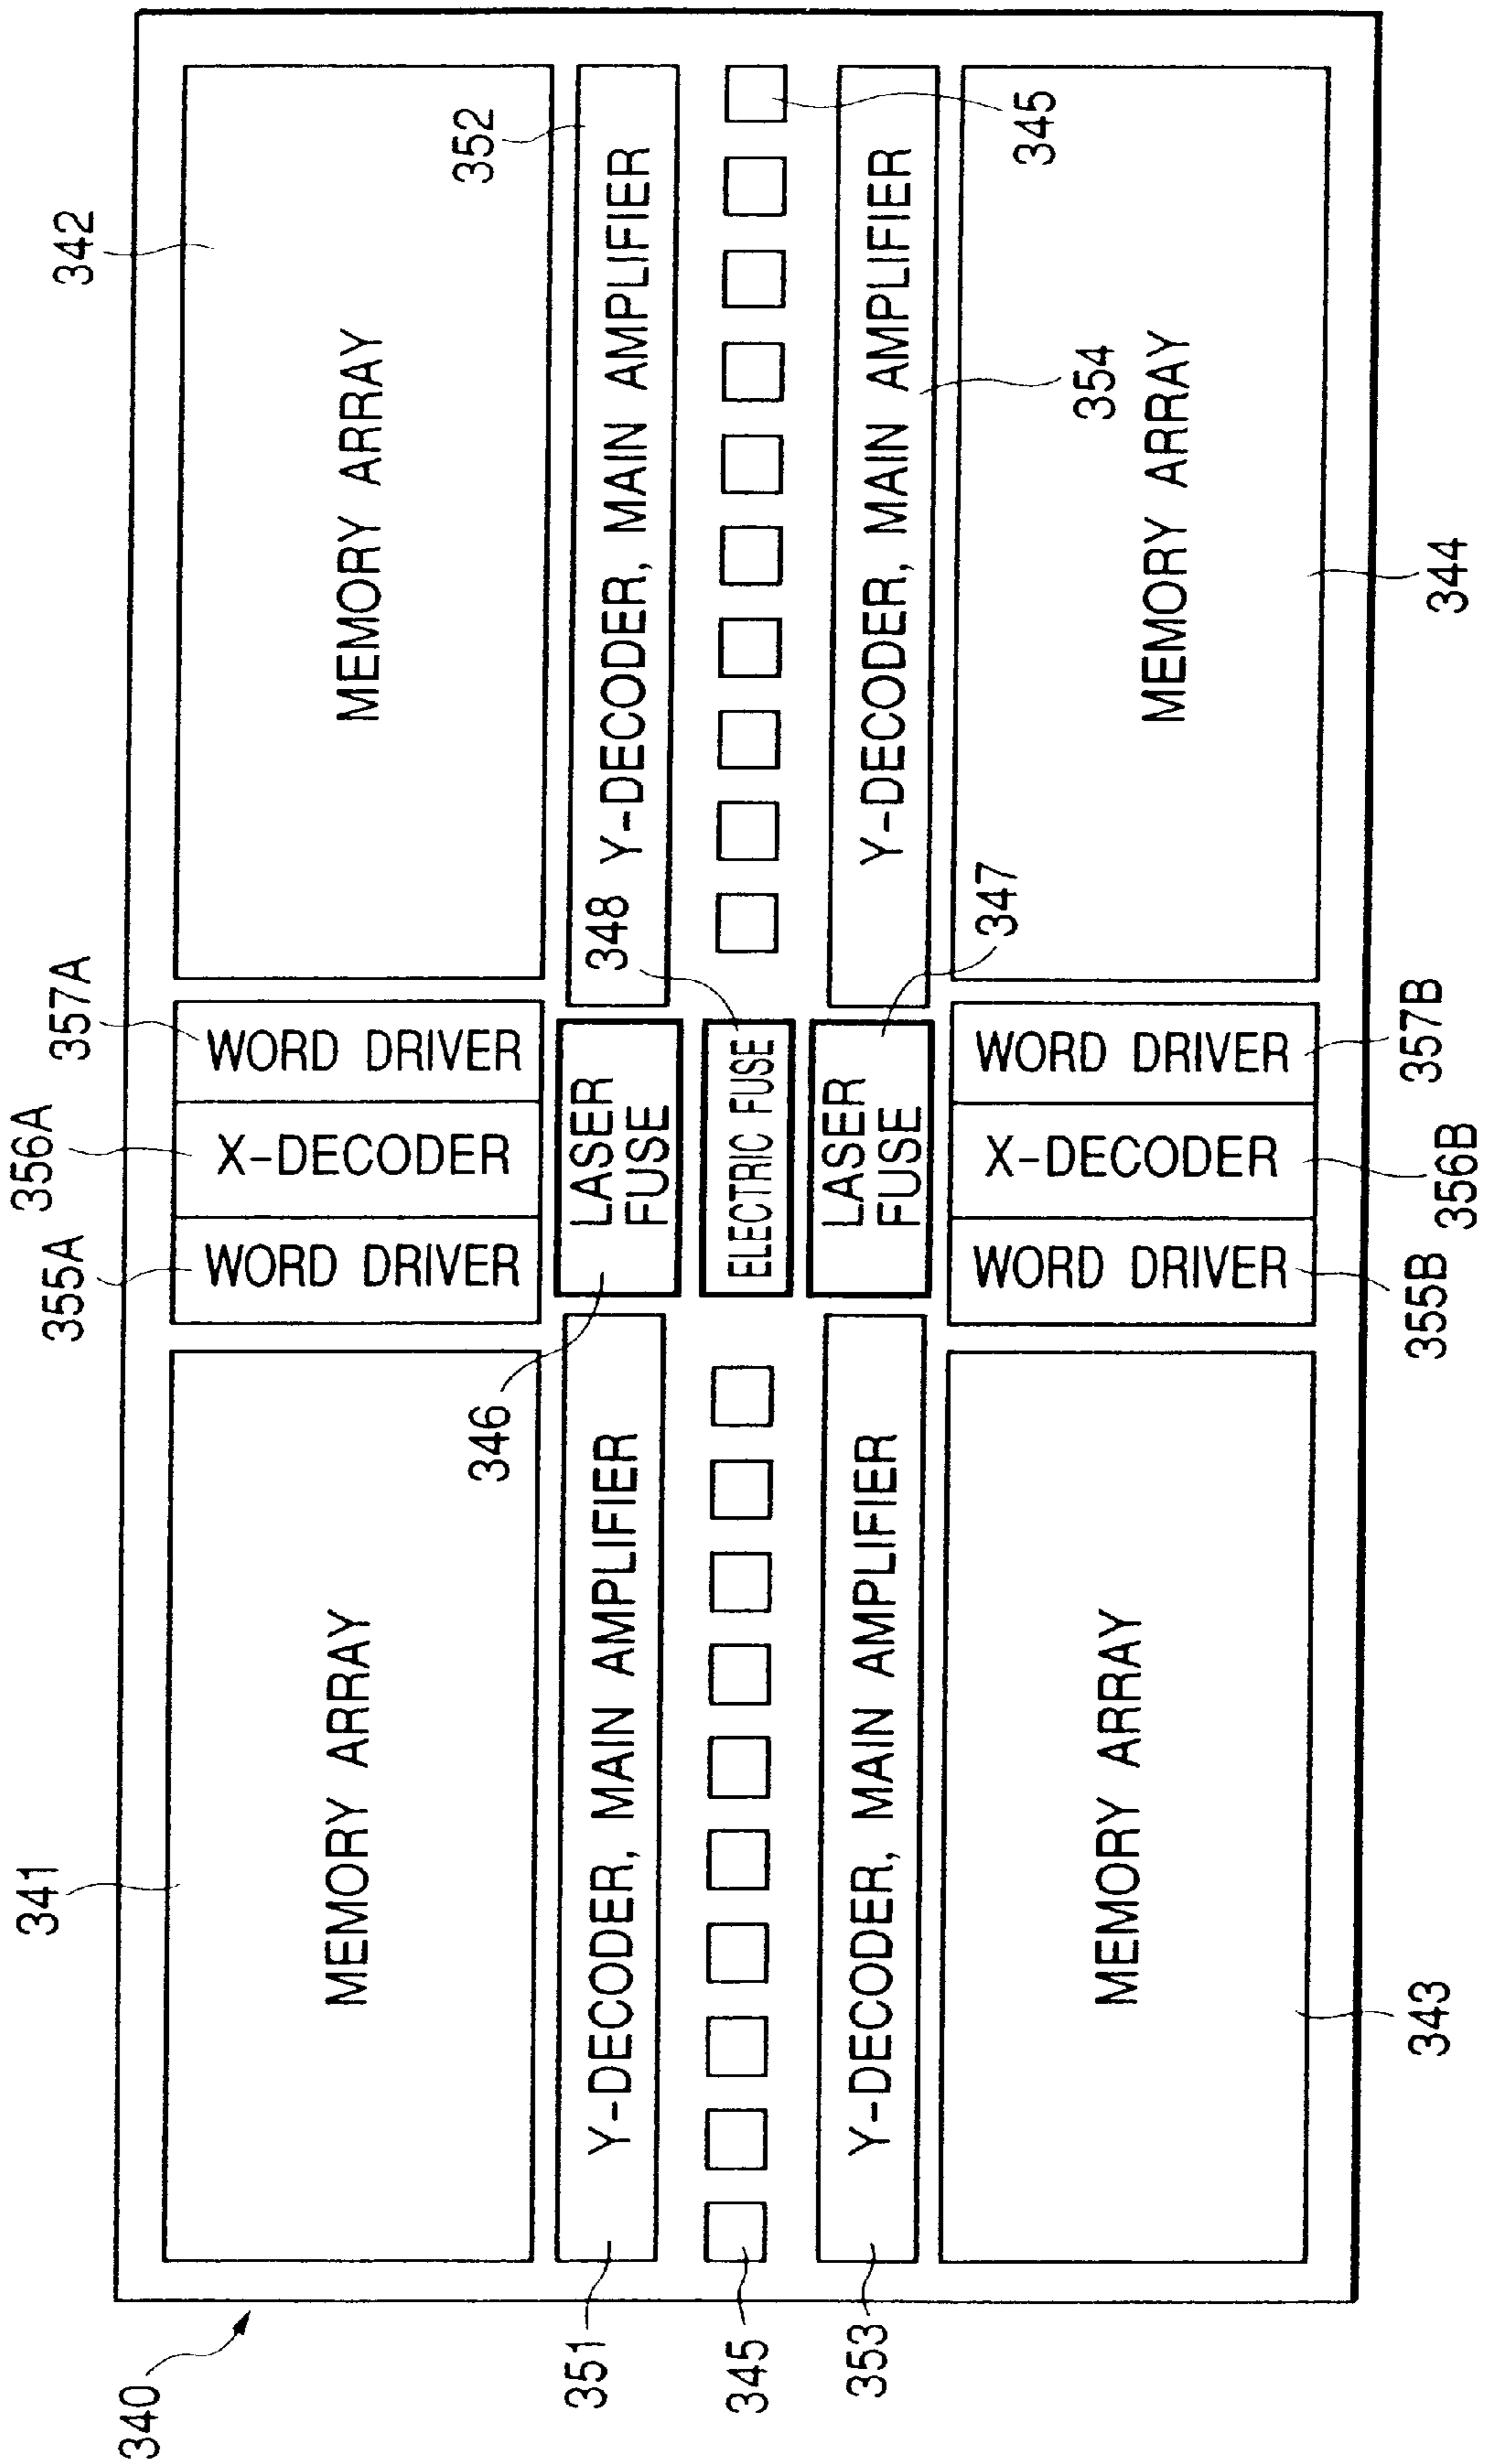 340
341
342
355A
356A
357A
MEMORY ARRAY
WORD DRIVER
X-DECODER
WORD DRIVER
MEMORY ARRAY
346
352
351
Y-DECODER, MAIN AMPLIFIER
LASER
FUSE
348
Y-DECODER, MAIN AMPLIFIER
345
ELECTRIC FUSE
353
Y-DECODER, MAIN AMPLIFIER
LASER
FUSE
Y-DECODER, MAIN AMPLIFIER
347
345
354
MEMORY ARRAY
WORD DRIVER
X-DECODER
WORD DRIVER
MEMORY ARRAY
343
355B
356B
357B
344